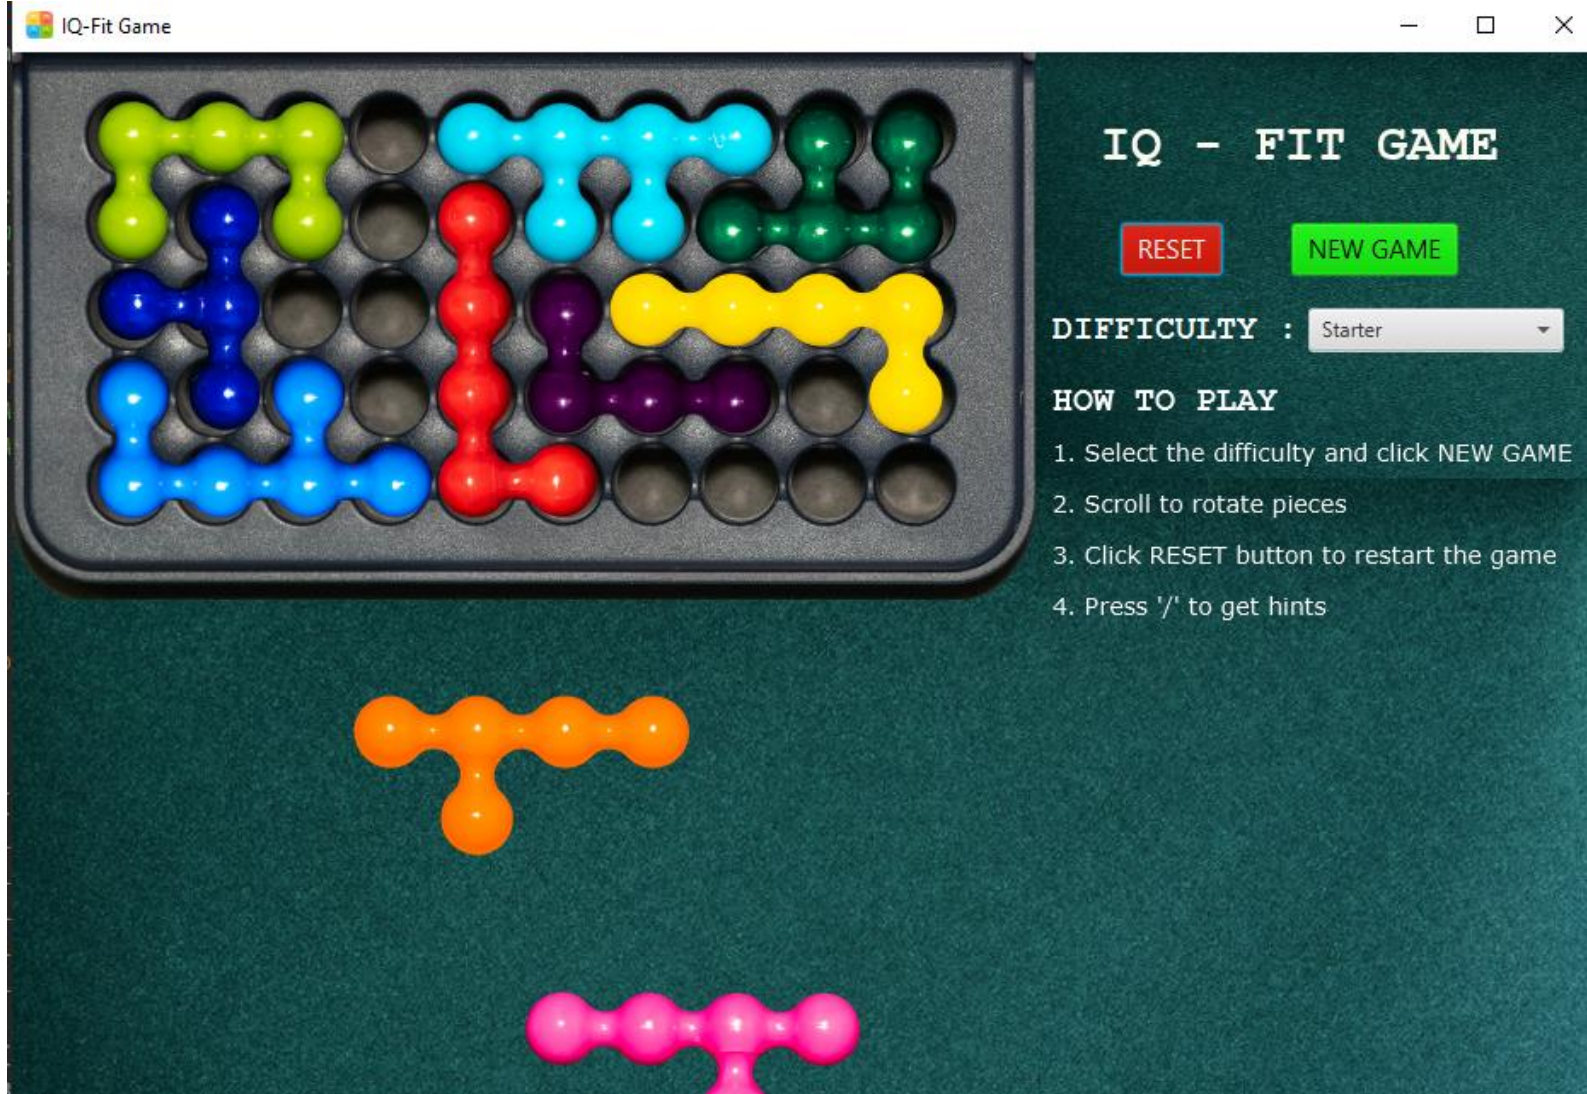 IQ-Fit Game
IQ - FIT GAME
RESET NEW GAME
DIFFICULTY : Starter
HOW TO PLAY
1. Select the difficulty and click NEW GAME
2. Scroll to rotate pieces
3. Click RESET button to restart the game
4. Press '/' to get hints